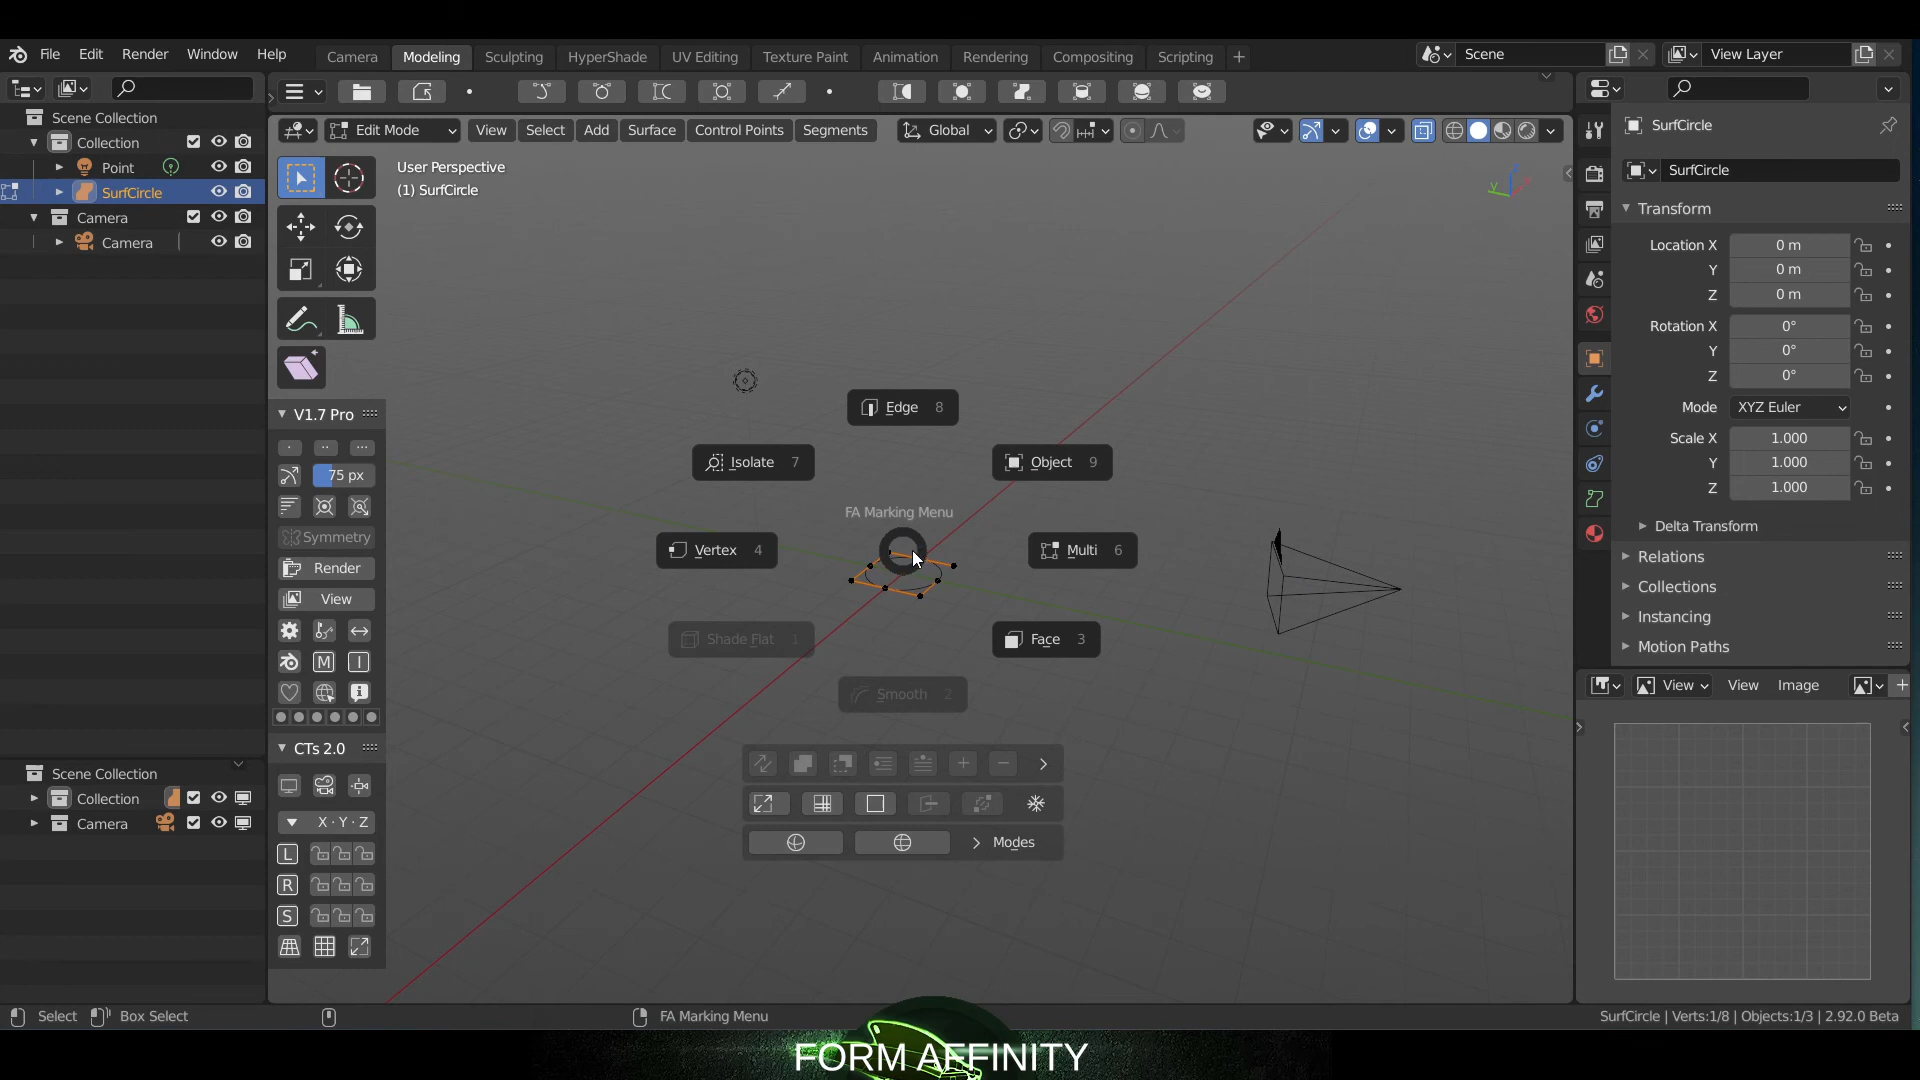 File Edit Render Window Help
Camera Modeling Sculpting HyperShade UV Editing Texture Paint Animation Rendering Compositing Scripting +
Scene
View Layer
Scene Collection
Collection
Point
SurfCircle
Camera
Camera
Edit Mode View Select Add Surface Control Points Segments Global
User Perspective
(1) SurfCircle
y
Edge 8
Isolate 7
Object 9
FA Marking Menu
Vertex 4
Multi 6
Shade Flat 1
Face 3
Smooth 2
Modes
V1.7 Pro
75 px
Symmetry
Render
View
M I
CTs 2.0
X · Y · Z
L
R
S
Scene Collection
Collection
Camera
SurfCircle
SurfCircle
Transform
Location X 0 m
Y 0 m
Z 0 m
Rotation X 0°
Y 0°
Z 0°
Mode XYZ Euler
Scale X 1.000
Y 1.000
Z 1.000
Delta Transform
Relations
Collections
Instancing
Motion Paths
View View Image
Select Box Select FA Marking Menu
SurfCircle | Verts:1/8 | Objects:1/3 | 2.92.0 Beta
FORM AFFINITY